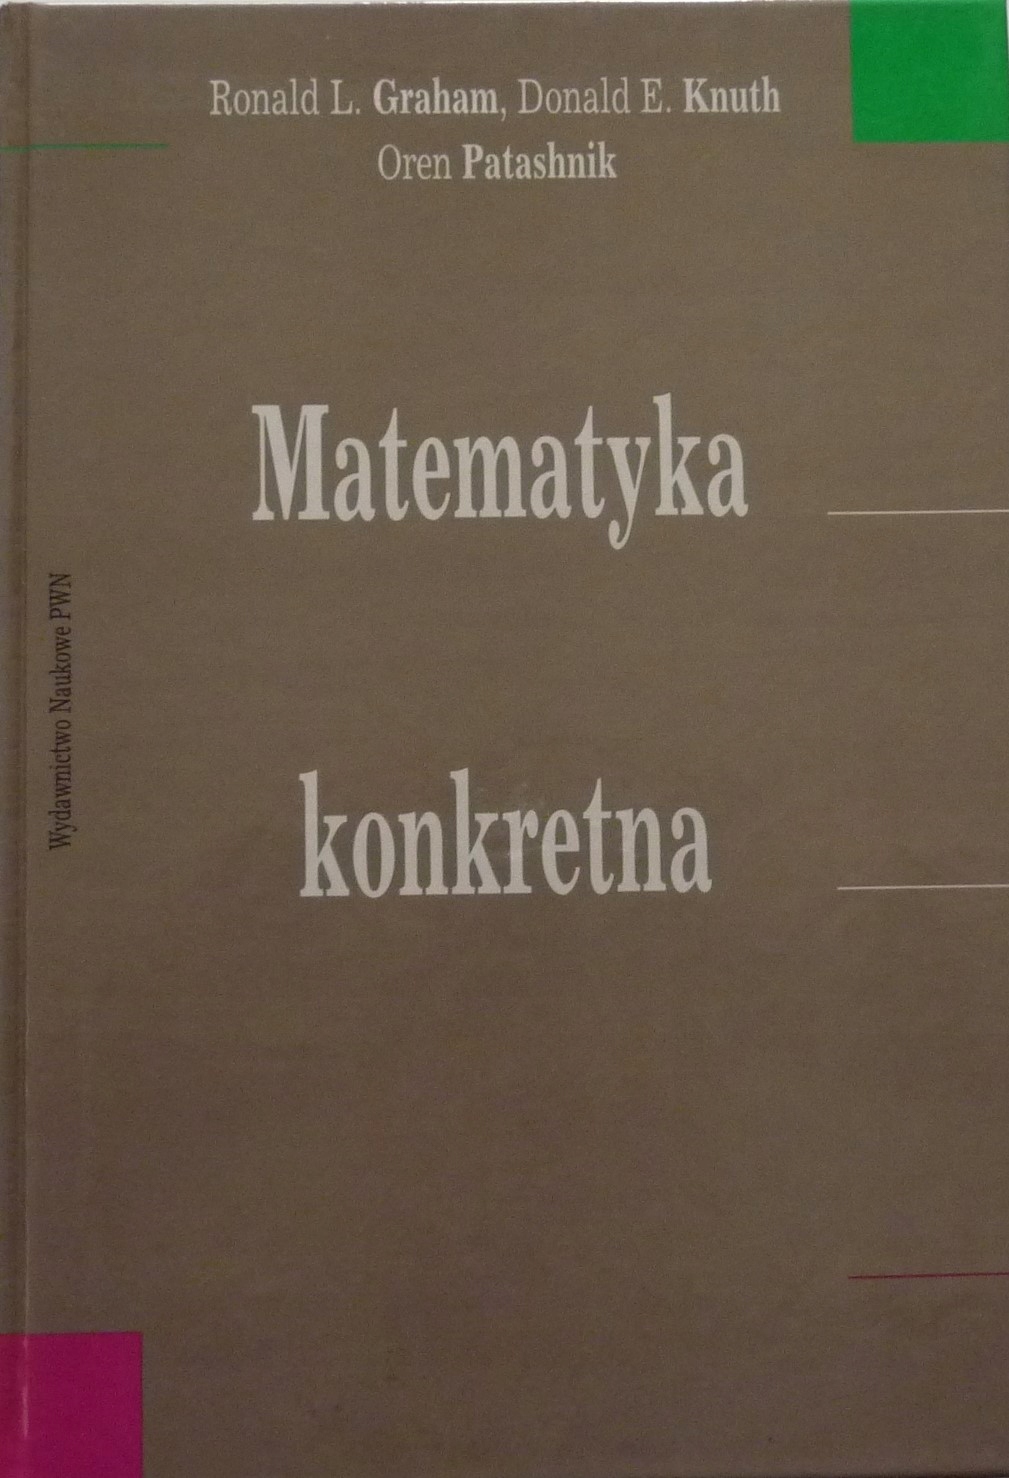 Ronald L. Graham, Donald E. Knuth
Oren Patashnik
Matematyka
konkretna
Wydawnictwo Naukowe PWN